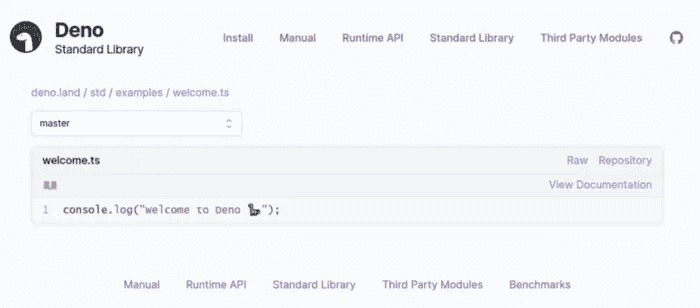 Deno
Standard Library
Install Manual Runtime API Standard Library Third Party Modules
deno.land / std / examples / welcome.ts
master
welcome.ts Raw Repository
View Documentation
1 console.log("Welcome to Deno 🦕");
Manual Runtime API Standard Library Third Party Modules Benchmarks